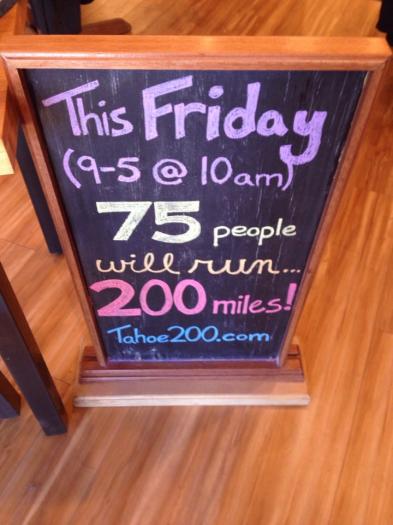 This Friday
(9-5 @ 10am)
75 people
will run...
200 miles!
Tahoe200.com